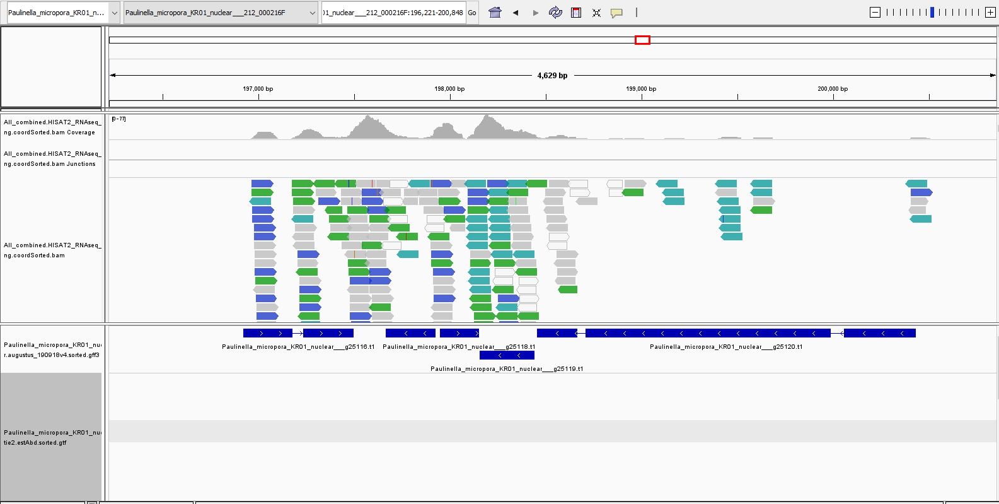 Paulinella_micropora_KR01_n... Paulinella_micropora_KR01_nuclear___212_000216F 01_nuclear___212_000216F:196,221-200,848 Go
4,629 bp
197,000 bp 198,000 bp 199,000 bp 200,000 bp
All_combined.HISAT2_RNAseq_
ng.coordSorted.bam Coverage
[0 - 77]
All_combined.HISAT2_RNAseq_
ng.coordSorted.bam Junctions
All_combined.HISAT2_RNAseq_
ng.coordSorted.bam
Paulinella_micropora_KR01_nu
r.augustus_190918v4.sorted.gff3
Paulinella_micropora_KR01_nuclear___g25116.t1 Paulinella_micropora_KR01_nuclear___g25118.t1 Paulinella_micropora_KR01_nuclear___g25120.t1
Paulinella_micropora_KR01_nuclear___g25119.t1
Paulinella_micropora_KR01_nu
tie2.estAbd.sorted.gtf